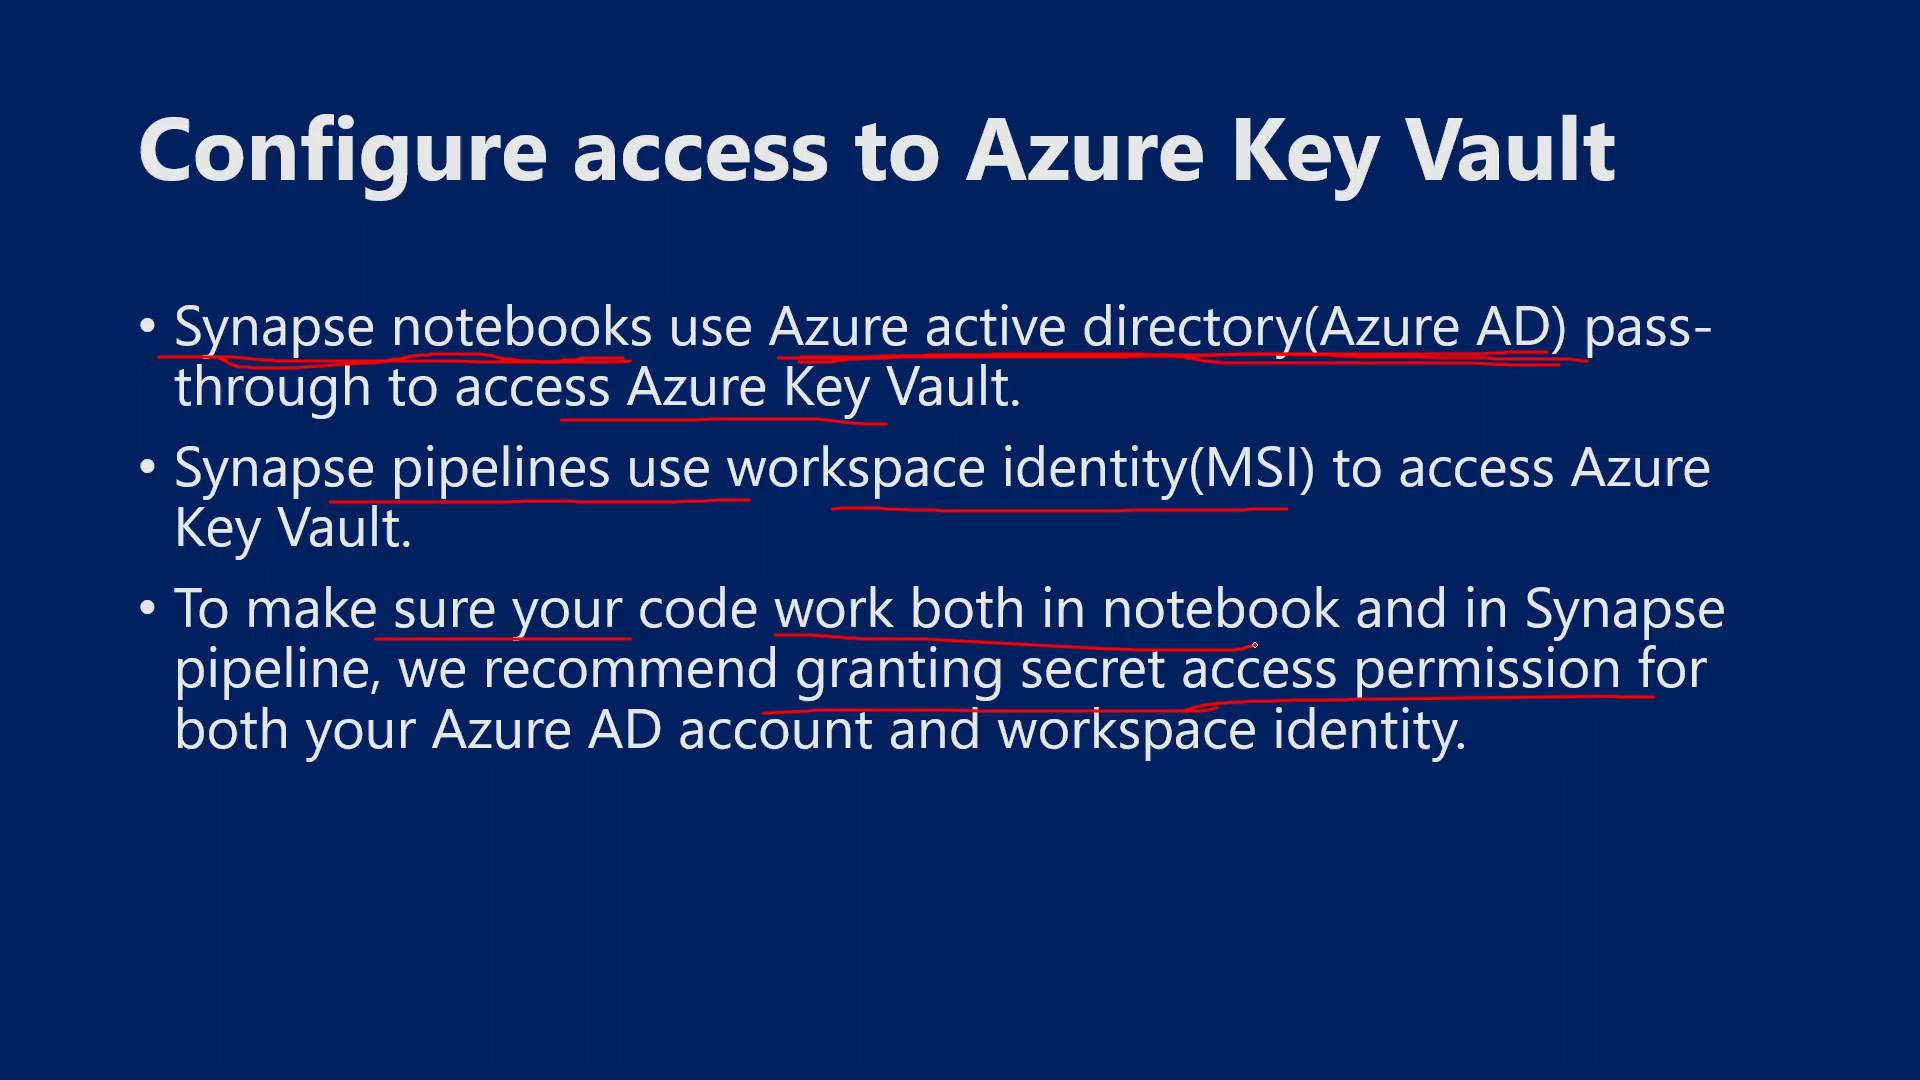 Configure access to Azure Key Vault
• Synapse notebooks use Azure active directory(Azure AD) pass-
through to access Azure Key Vault.
• Synapse pipelines use workspace identity(MSI) to access Azure
Key Vault.
• To make sure your code work both in notebook and in Synapse
pipeline, we recommend granting secret access permission for
both your Azure AD account and workspace identity.